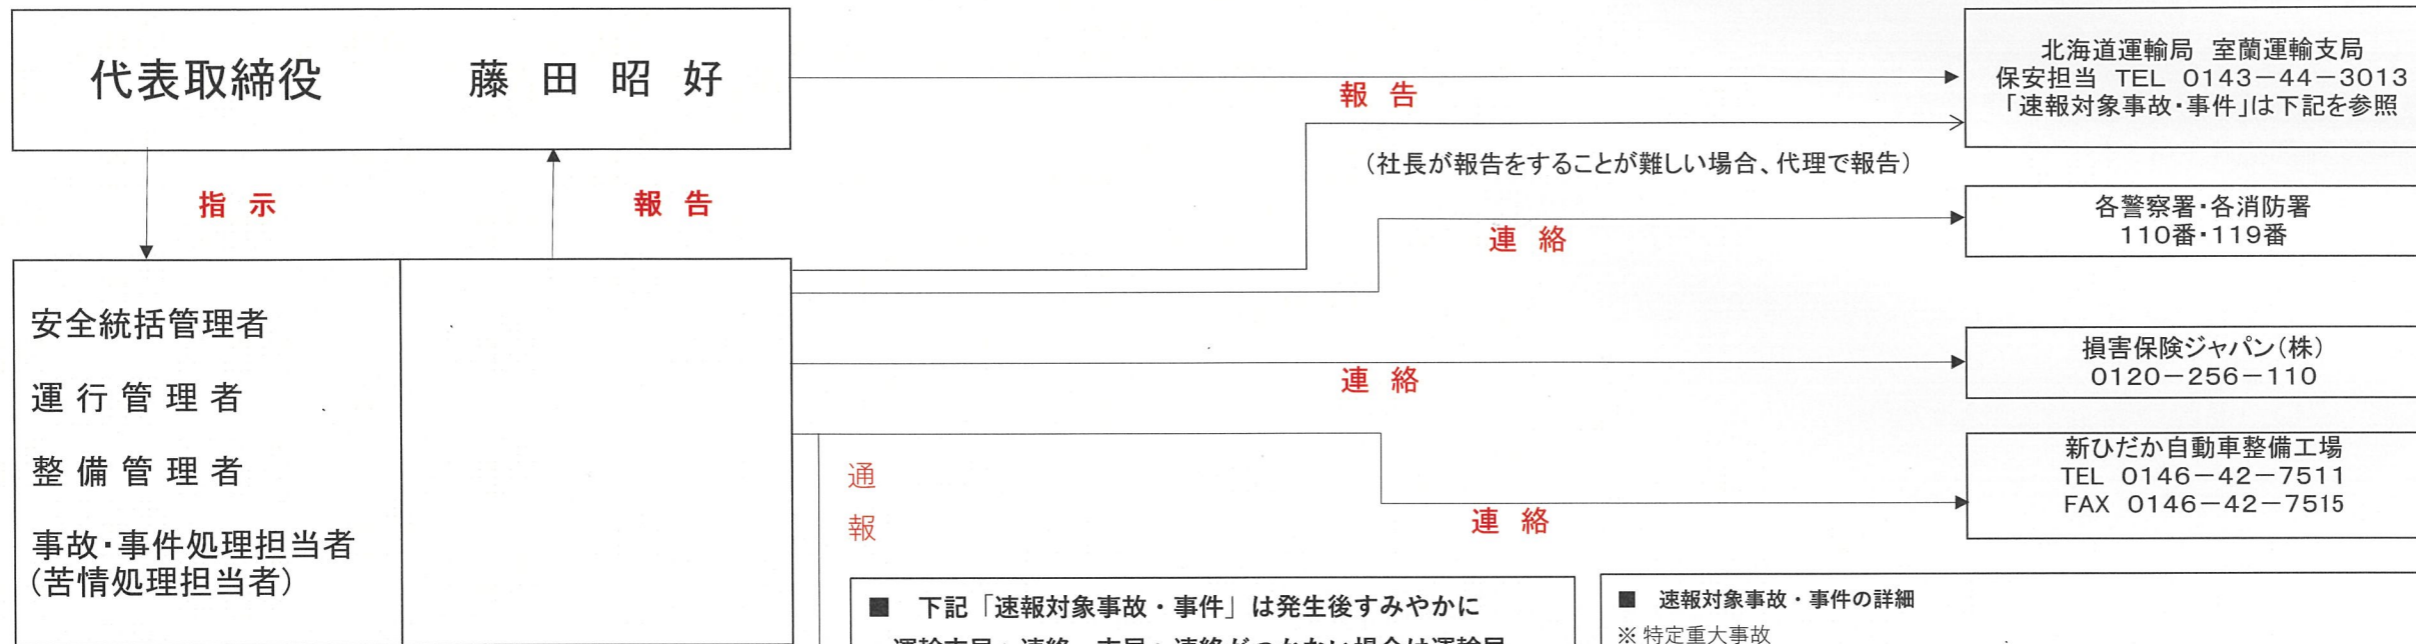 代表取締役 藤 田 昭 好
北海道運輸局 室蘭運輸支局
保安担当 TEL 0143-44-3013
「速報対象事故・事件」は下記を参照
報 告
(社長が報告をすることが難しい場合、代理で報告)
指 示
報 告
各警察署・各消防署
110番・119番
連 絡
安全統括管理者
運 行 管 理 者
整 備 管 理 者
事故・事件処理担当者
(苦情処理担当者)
損害保険ジャパン(株)
0120-256-110
連 絡
新ひだか自動車整備工場
TEL 0146-42-7511
FAX 0146-42-7515
連 絡
通
報
■ 下記「速報対象事故・事件」は発生後すみやかに
■ 速報対象事故・事件の詳細
※ 特定重大事故